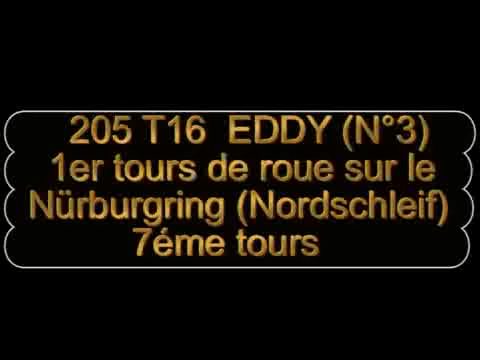 205 T16 EDDY (N°3)
1er tours de roue sur le
Nürburgring (Nordschleif)
7éme tours